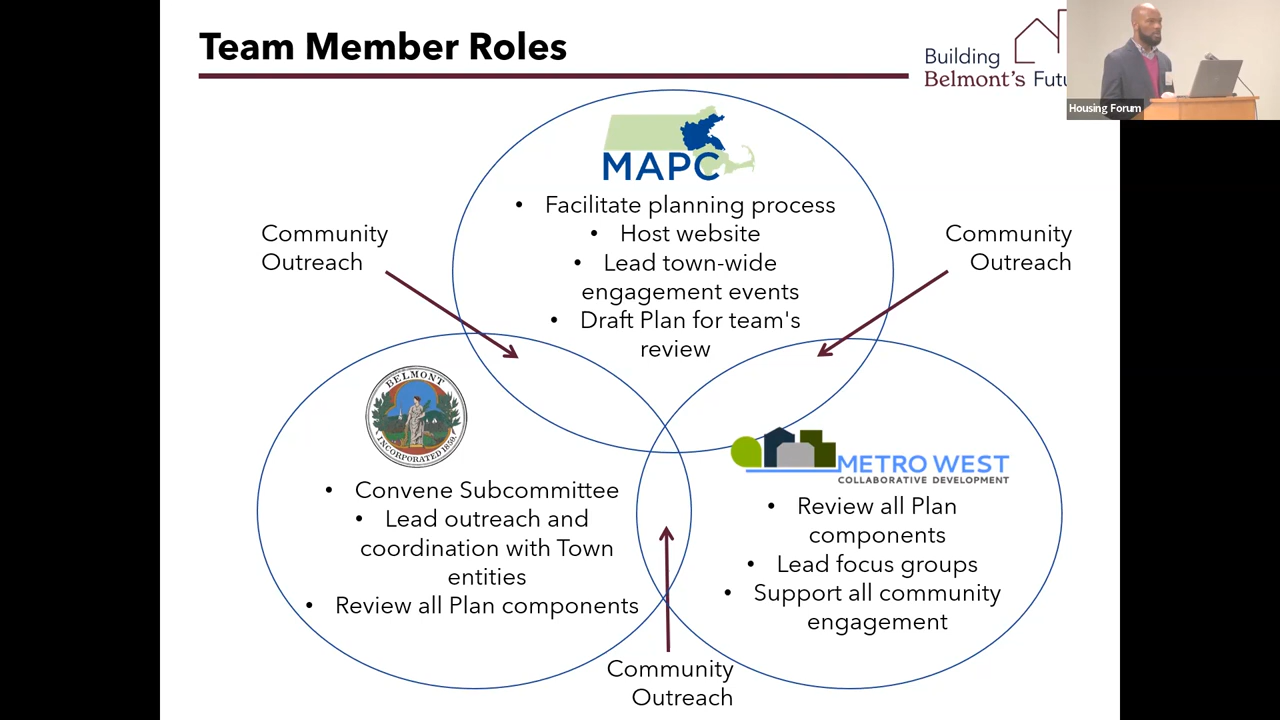 Team Member Roles
Building
Belmont's Futu
Housing Forum
MAPC
• Facilitate planning process
• Host website
• Lead town-wide
engagement events
• Draft Plan for team's
review
Community
Outreach
Community
Outreach
BELMONT
INCORPORATED 1859.
• Convene Subcommittee
• Lead outreach and
coordination with Town
entities
• Review all Plan components
METRO WEST
COLLABORATIVE DEVELOPMENT
• Review all Plan
components
• Lead focus groups
• Support all community
engagement
Community
Outreach